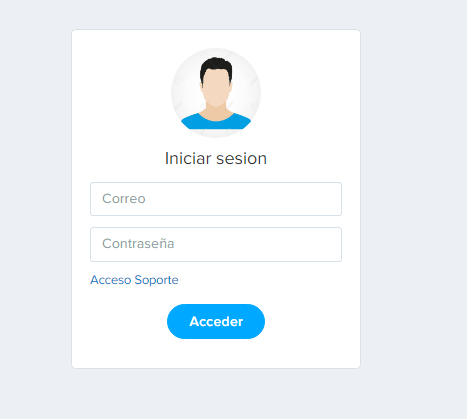 Iniciar sesion
Correo
Contraseña
Acceso Soporte
Acceder